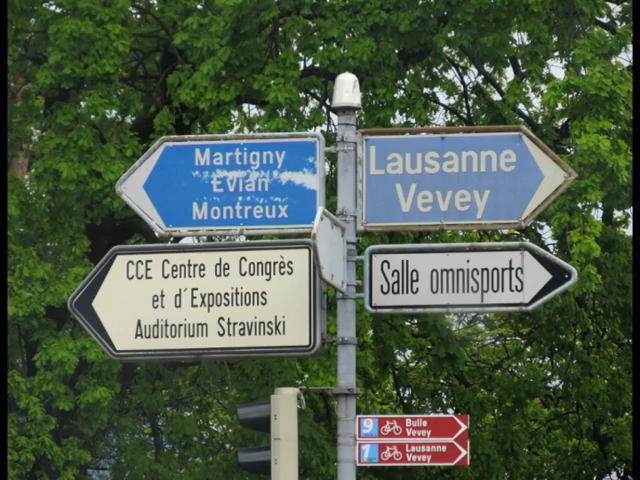 Martigny
Evian
Montreux
Lausanne
Vevey
CCE Centre de Congrès
et d'Expositions
Auditorium Stravinski
Salle omnisports
9 Bulle
Vevey
1 Lausanne
Vevey